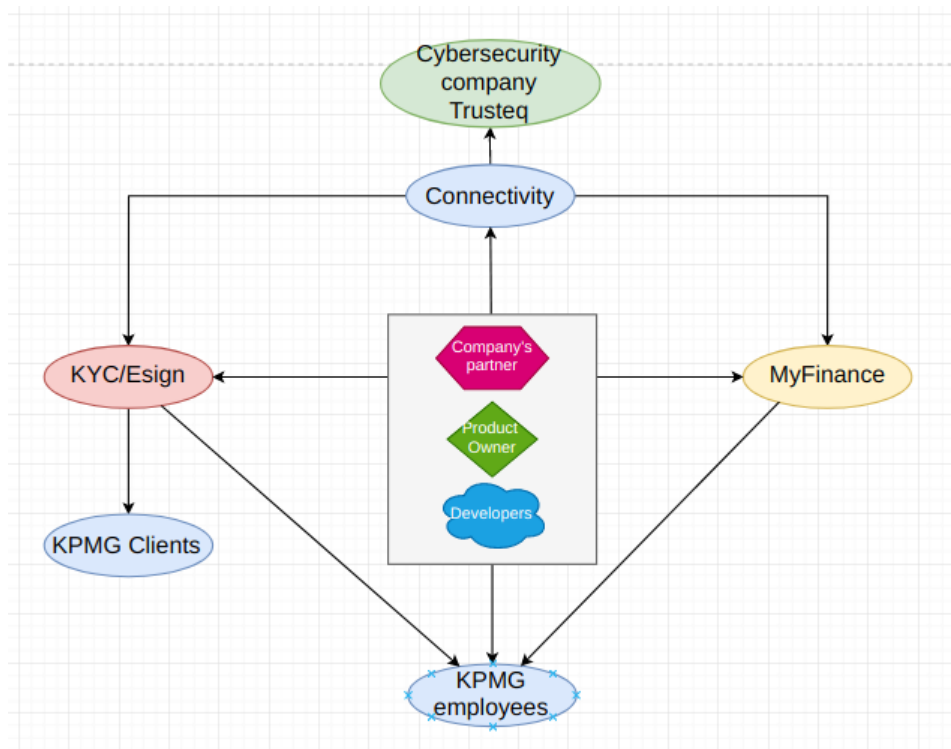 Cybersecurity
company
Trusteq
Connectivity
Company's
partner
KYC/Esign
MyFinance
Product
Owner
Developers
KPMG Clients
KPMG
employees